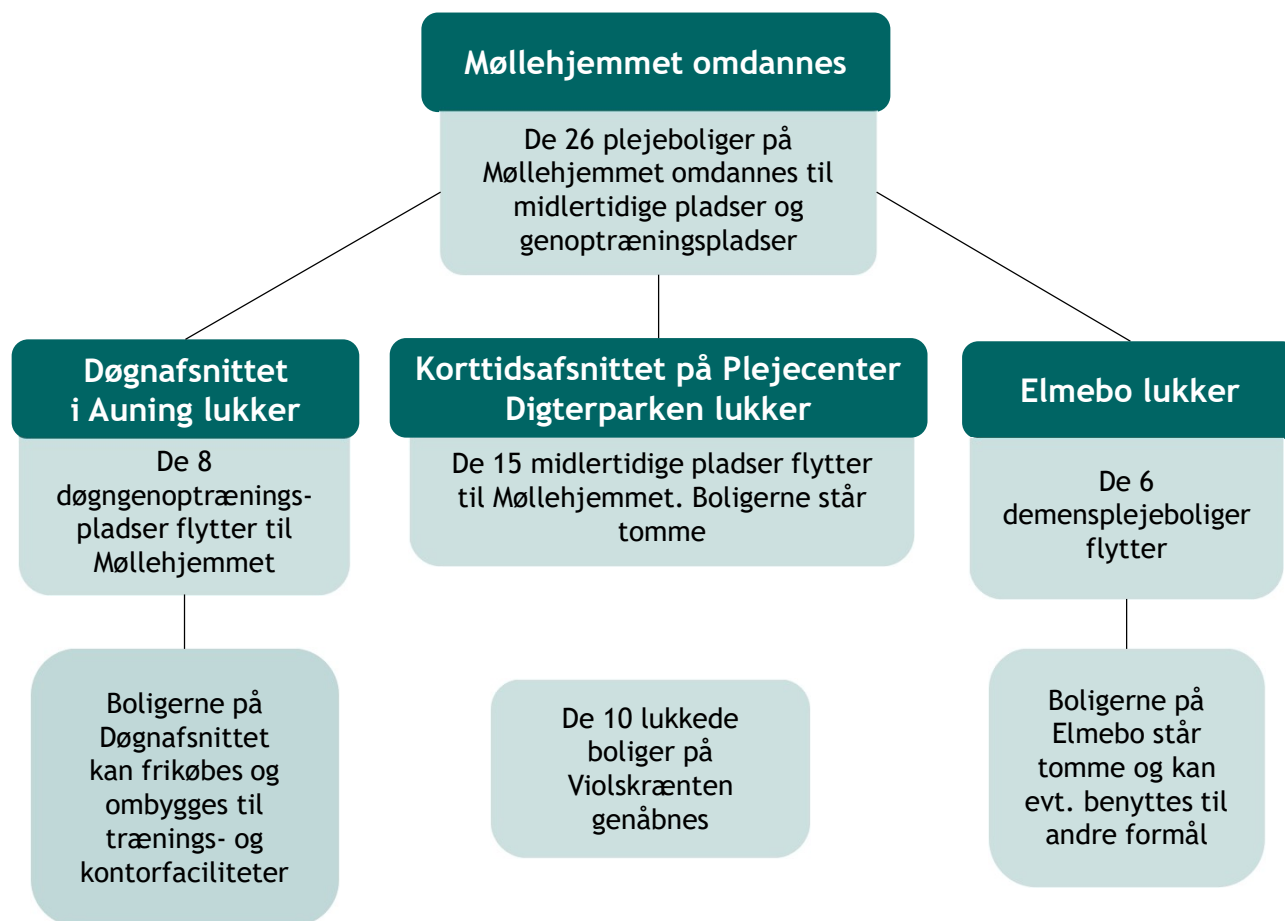 Møllehjemmet omdannes
De 26 plejeboliger på
Møllehjemmet omdannes til
midlertidige pladser og
genoptræningspladser
Døgnafsnittet
i Auning lukker
De 8
døgngenoptrænings-
pladser flytter til
Møllehjemmet
Boligerne på
Døgnafsnittet
kan frikøbes og
ombygges til
trænings- og
kontorfaciliteter
Korttidsafsnittet på Plejecenter
Digterparken lukker
De 15 midlertidige pladser flytter
til Møllehjemmet. Boligerne står
tomme
De 10 lukkede
boliger på
Violskrænten
genåbnes
Elmebo lukker
De 6
demensplejeboliger
flytter
Boligerne på
Elmebo står
tomme og kan
evt. benyttes til
andre formål